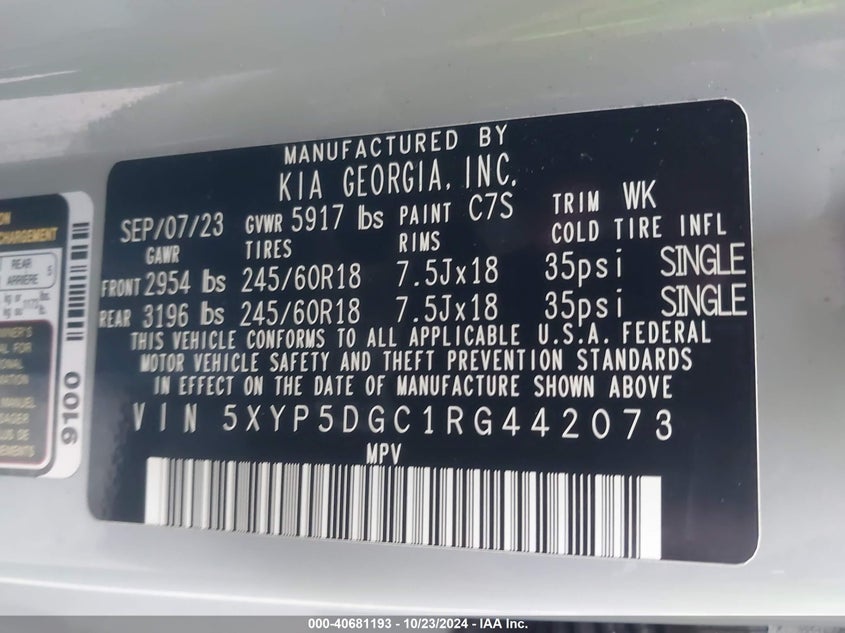 MANUFACTURED BY
KIA GEORGIA, INC.
SEP/07/23 GVWR 5917 lbs PAINT C7S TRIM WK
GAWR TIRES RIMS COLD TIRE INFL
FRONT 2954 lbs 245/60R18 7.5Jx18 35psi SINGLE
REAR 3196 lbs 245/60R18 7.5Jx18 35psi SINGLE
THIS VEHICLE CONFORMS TO ALL APPLICABLE U.S.A. FEDERAL
MOTOR VEHICLE SAFETY AND THEFT PREVENTION STANDARDS
IN EFFECT ON THE DATE OF MANUFACTURE SHOWN ABOVE
VIN 5XYP5DGC1RG442073
MPV
REAR 5
ARRIERE
9100
000-40681193 - 10/23/2024 - IAA Inc.